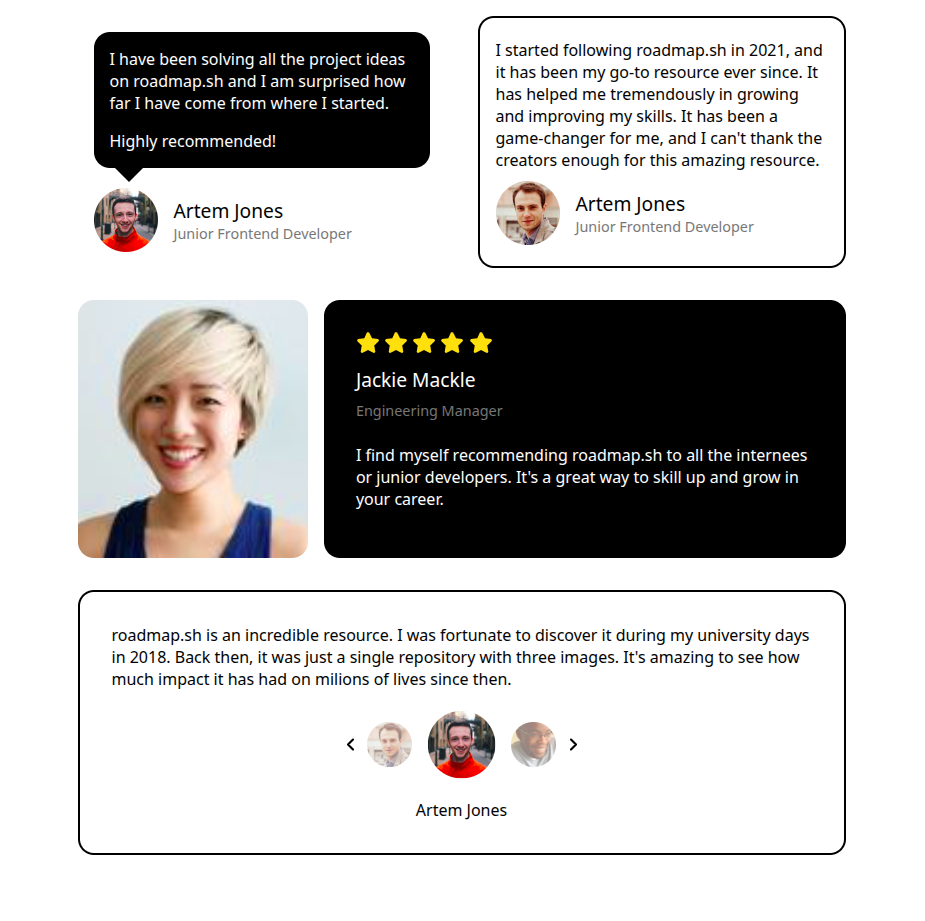 I have been solving all the project ideas
on roadmap.sh and I am surprised how
far I have come from where I started.
Highly recommended!
Artem Jones
Junior Frontend Developer
I started following roadmap.sh in 2021, and
it has been my go-to resource ever since. It
has helped me tremendously in growing
and improving my skills. It has been a
game-changer for me, and I can't thank the
creators enough for this amazing resource.
Artem Jones
Junior Frontend Developer
Jackie Mackle
Engineering Manager
I find myself recommending roadmap.sh to all the internees
or junior developers. It's a great way to skill up and grow in
your career.
roadmap.sh is an incredible resource. I was fortunate to discover it during my university days
in 2018. Back then, it was just a single repository with three images. It's amazing to see how
much impact it has had on milions of lives since then.
Artem Jones